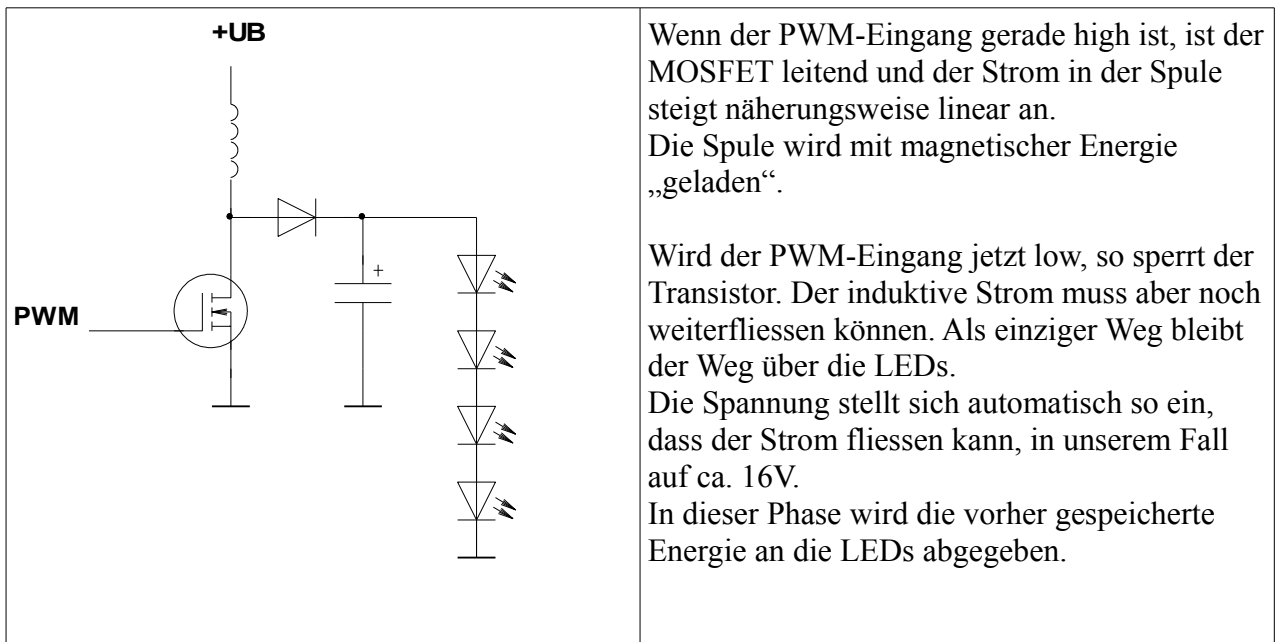 +UB
PWM
+
Wenn der PWM-Eingang gerade high ist, ist der
MOSFET leitend und der Strom in der Spule
steigt näherungsweise linear an.
Die Spule wird mit magnetischer Energie
„geladen“.
Wird der PWM-Eingang jetzt low, so sperrt der
Transistor. Der induktive Strom muss aber noch
weiterfliessen können. Als einziger Weg bleibt
der Weg über die LEDs.
Die Spannung stellt sich automatisch so ein,
dass der Strom fliessen kann, in unserem Fall
auf ca. 16V.
In dieser Phase wird die vorher gespeicherte
Energie an die LEDs abgegeben.